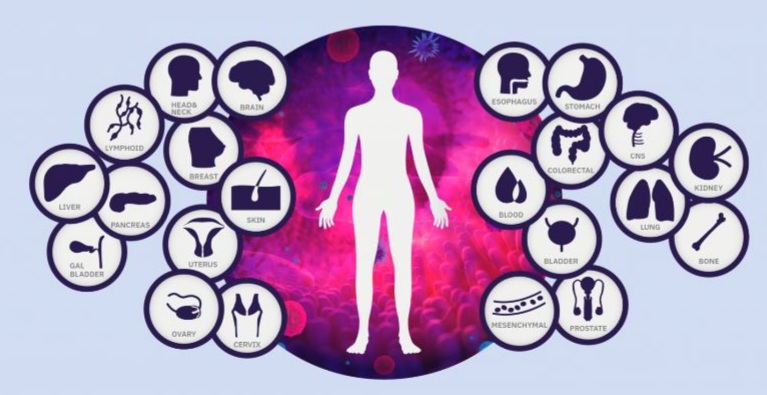 HEAD&
NECK
BRAIN
LYMPHOID
BREAST
LIVER
PANCREAS
SKIN
GAL
BLADDER
UTERUS
OVARY
CERVIX
ESOPHAGUS
STOMACH
COLORECTAL
CNS
KIDNEY
BLOOD
LUNG
BLADDER
BONE
MESENCHYMAL
PROSTATE